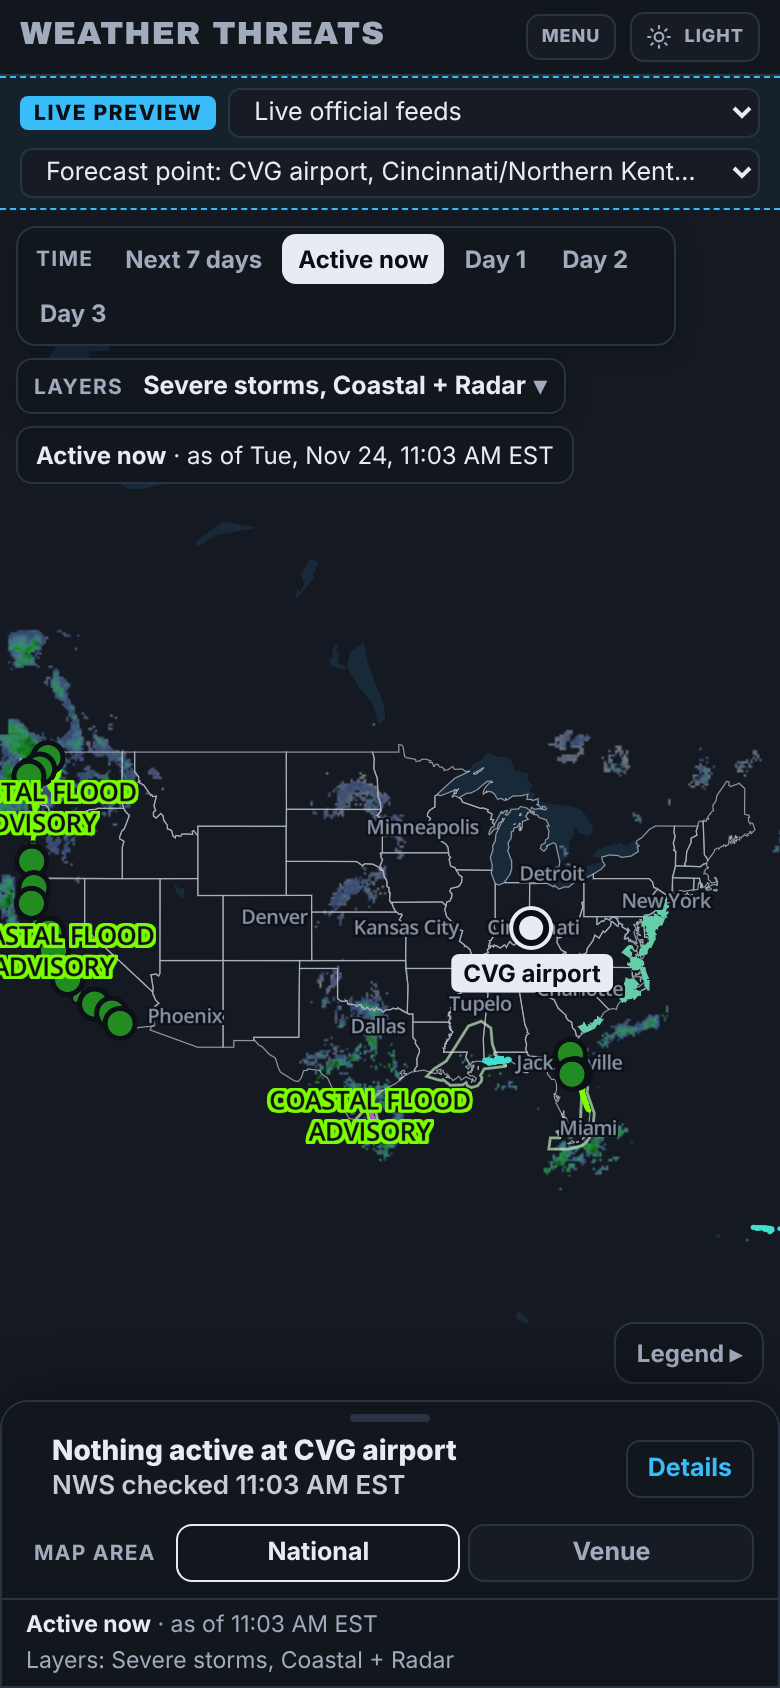 WEATHER THREATS
MENU
LIGHT
LIVE PREVIEW
Live official feeds
Forecast point: CVG airport, Cincinnati/Northern Kent...
TIME
Next 7 days
Active now
Day 1
Day 2
Day 3
LAYERS
Severe storms, Coastal + Radar ▾
Active now · as of Tue, Nov 24, 11:03 AM EST
TAL FLOOD
DVISORY
Minneapolis
Detroit
New York
Denver
Kansas City
Ci
ati
ASTAL FLOOD
ADVISORY
CVG airport
Tupelo
Phoenix
Dallas
Jack
ville
COASTAL FLOOD
ADVISORY
Miami
Legend ▸
Nothing active at CVG airport
NWS checked 11:03 AM EST
Details
MAP AREA
National
Venue
Active now · as of 11:03 AM EST
Layers: Severe storms, Coastal + Radar